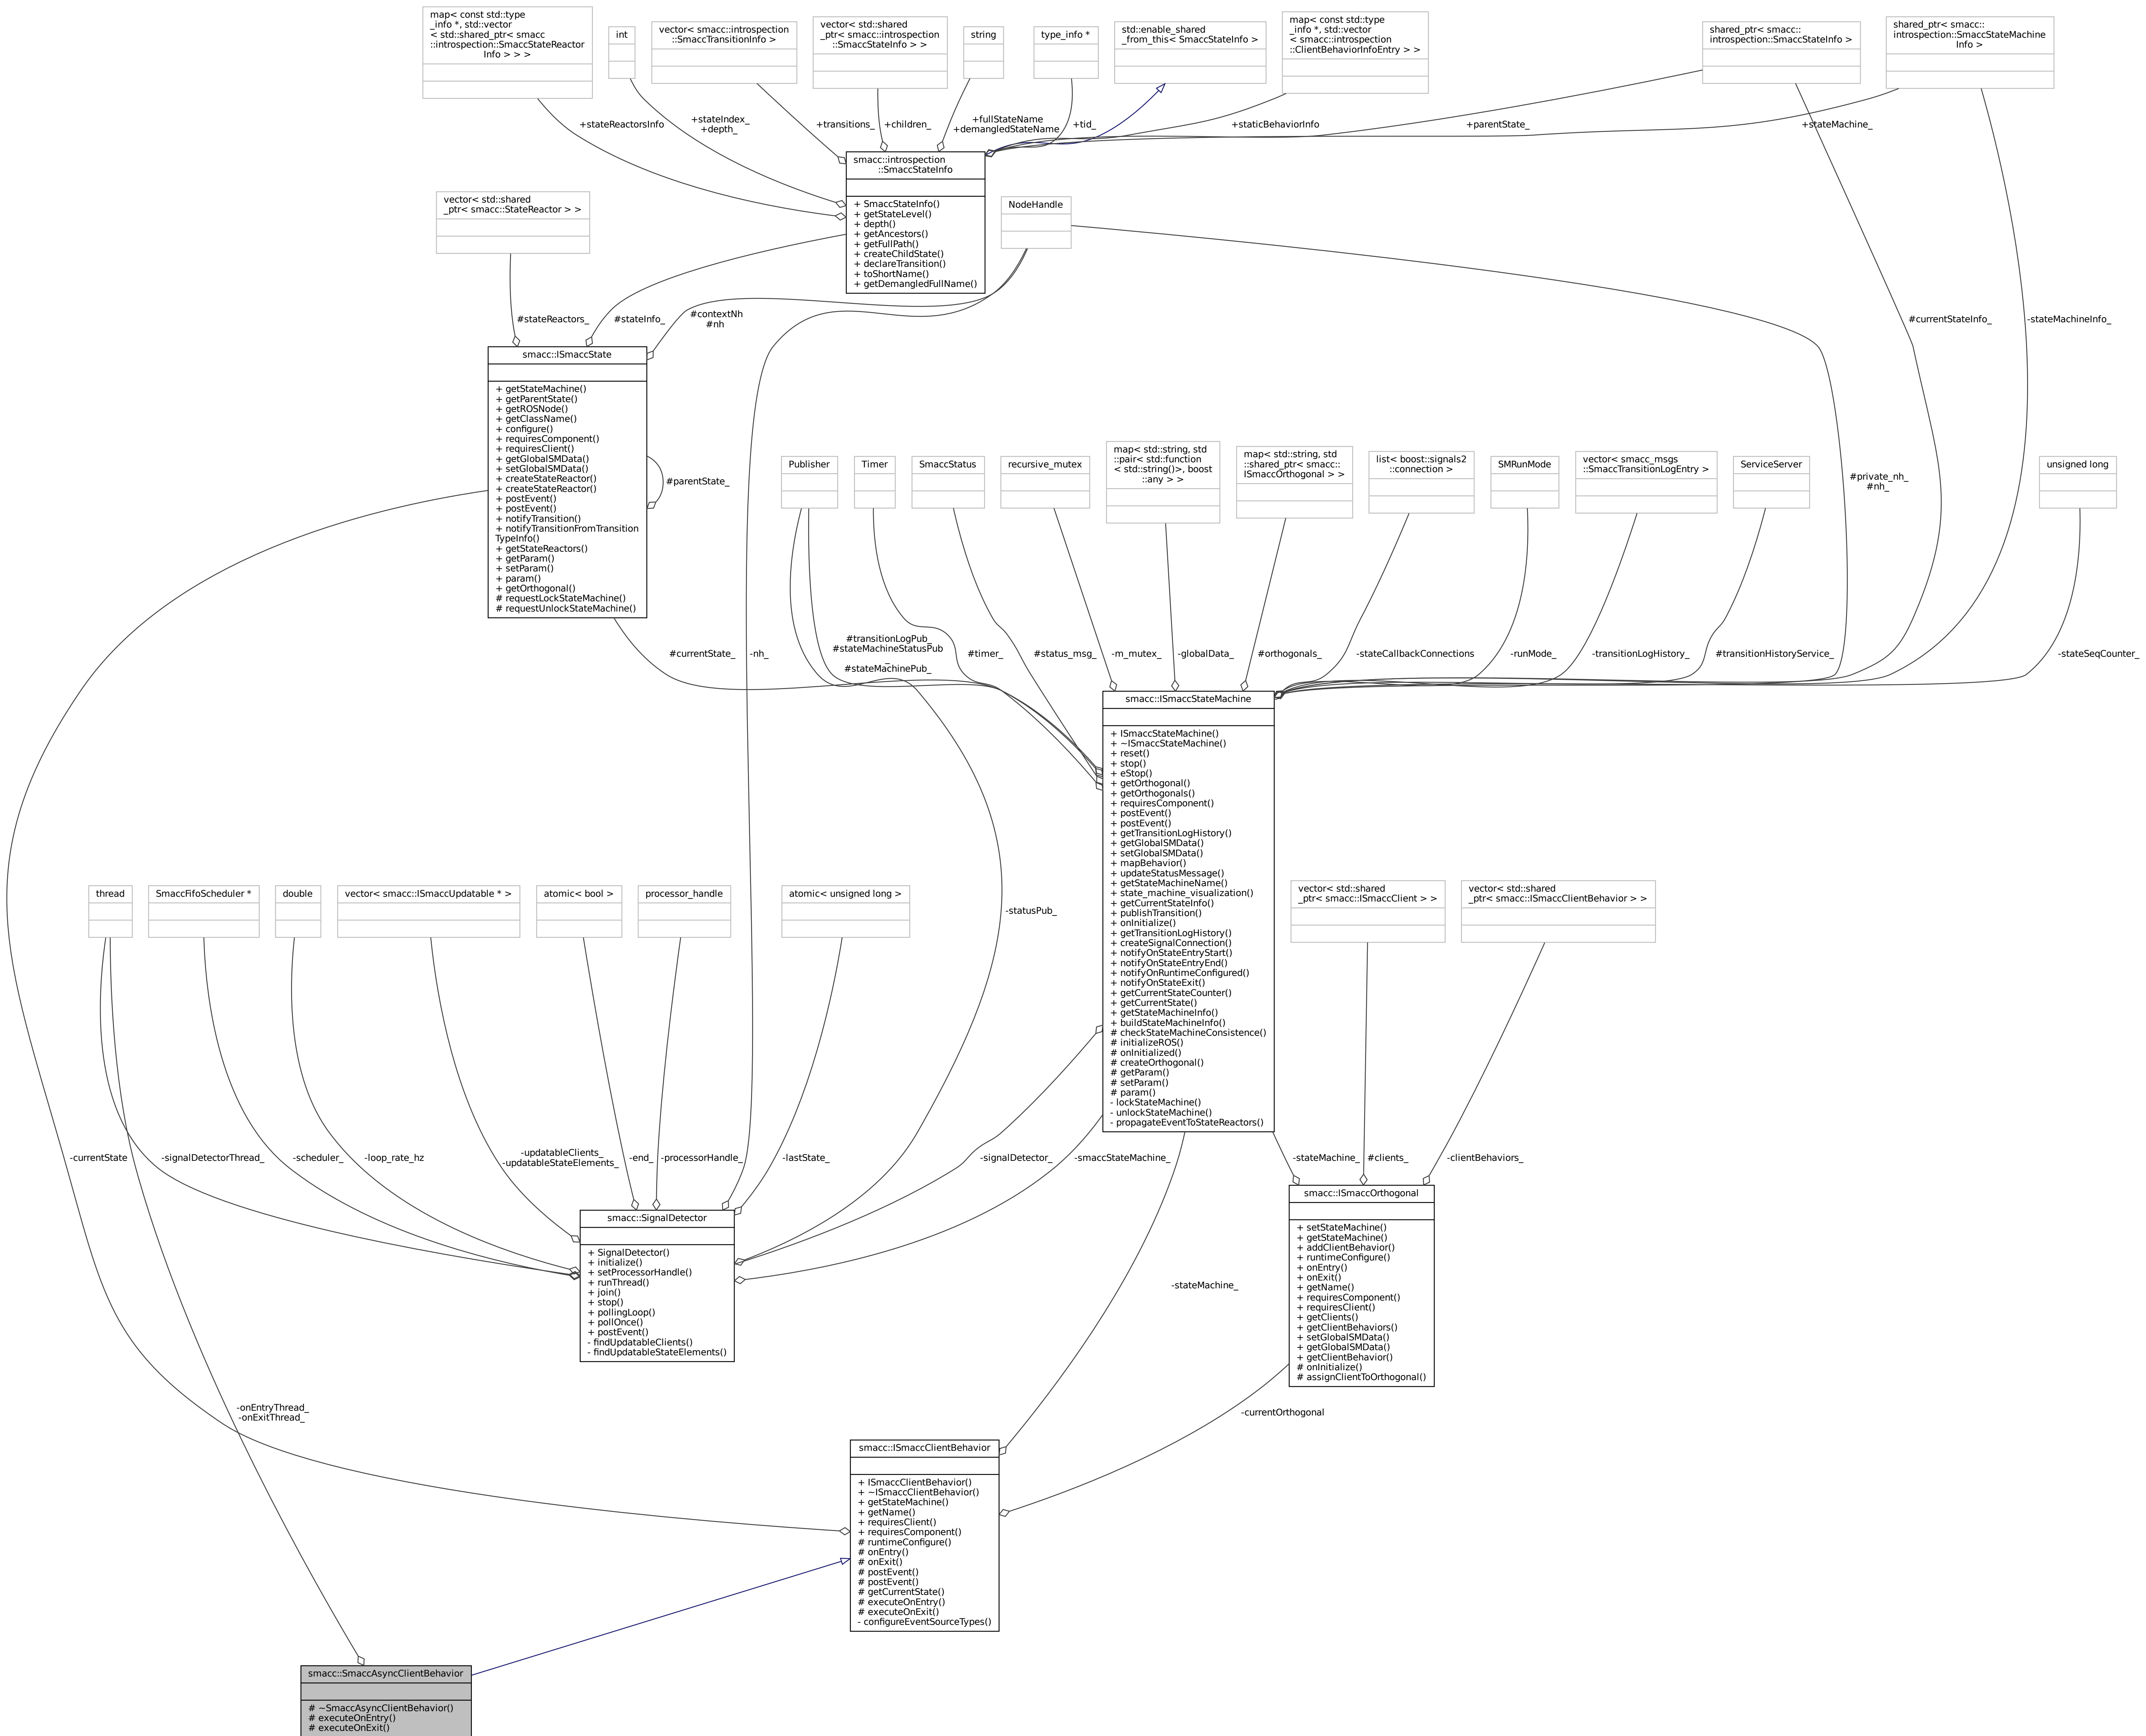 map< const std::type
_info *, std::vector
< std::shared_ptr< smacc
::introspection::SmaccStateReactor
Info > > >
int
vector< smacc::introspection
::SmaccTransitionInfo >
vector< std::shared
_ptr< smacc::introspection
::SmaccStateInfo > >
string
type_info *
std::enable_shared
_from_this< SmaccStateInfo >
map< const std::type
_info *, std::vector
< smacc::introspection
::ClientBehaviorInfoEntry > >
shared_ptr< smacc::
introspection::SmaccStateInfo >
shared_ptr< smacc::
introspection::SmaccStateMachine
Info >
+stateReactorsInfo
+stateIndex_
+depth_
+transitions_
+children_
+fullStateName
+demangledStateName
+tid_
+staticBehaviorInfo
+parentState_
+stateMachine_
smacc::introspection
::SmaccStateInfo
+ SmaccStateInfo()
+ getStateLevel()
+ depth()
+ getAncestors()
+ getFullPath()
+ createChildState()
+ declareTransition()
+ toShortName()
+ getDemangledFullName()
vector< std::shared
_ptr< smacc::StateReactor > >
NodeHandle
#stateReactors_
#stateInfo_
#contextNh
#nh
#currentStateInfo_
-stateMachineInfo_
smacc::ISmaccState
+ getStateMachine()
+ getParentState()
+ getROSNode()
+ getClassName()
+ configure()
+ requiresComponent()
+ requiresClient()
+ getGlobalSMData()
+ setGlobalSMData()
+ createStateReactor()
+ createStateReactor()
+ postEvent()
+ postEvent()
+ notifyTransition()
+ notifyTransitionFromTransition
TypeInfo()
+ getStateReactors()
+ getParam()
+ setParam()
+ param()
+ getOrthogonal()
# requestLockStateMachine()
# requestUnlockStateMachine()
#parentState_
Publisher
Timer
SmaccStatus
recursive_mutex
map< std::string, std
::pair< std::function
< std::string()>, boost
::any > >
map< std::string, std
::shared_ptr< smacc::
ISmaccOrthogonal > >
list< boost::signals2
::connection >
SMRunMode
vector< smacc_msgs
::SmaccTransitionLogEntry >
ServiceServer
#private_nh_
#nh_
unsigned long
#currentState_
-nh_
#transitionLogPub_
#stateMachineStatusPub
_
#stateMachinePub_
#timer_
#status_msg_
-m_mutex_
-globalData_
#orthogonals_
-stateCallbackConnections
-runMode_
-transitionLogHistory_
#transitionHistoryService_
-stateSeqCounter_
smacc::ISmaccStateMachine
+ ISmaccStateMachine()
+ ~ISmaccStateMachine()
+ reset()
+ stop()
+ eStop()
+ getOrthogonal()
+ getOrthogonals()
+ requiresComponent()
+ postEvent()
+ postEvent()
+ getTransitionLogHistory()
+ getGlobalSMData()
+ setGlobalSMData()
+ mapBehavior()
+ updateStatusMessage()
+ getStateMachineName()
+ state_machine_visualization()
+ getCurrentStateInfo()
+ publishTransition()
+ onInitialize()
+ getTransitionLogHistory()
+ createSignalConnection()
+ notifyOnStateEntryStart()
+ notifyOnStateEntryEnd()
+ notifyOnRuntimeConfigured()
+ notifyOnStateExit()
+ getCurrentStateCounter()
+ getCurrentState()
+ getStateMachineInfo()
+ buildStateMachineInfo()
# checkStateMachineConsistence()
# initializeROS()
# onInitialized()
# createOrthogonal()
# getParam()
# setParam()
# param()
- lockStateMachine()
- unlockStateMachine()
- propagateEventToStateReactors()
thread
SmaccFifoScheduler *
double
vector< smacc::ISmaccUpdatable * >
atomic< bool >
processor_handle
atomic< unsigned long >
-statusPub_
vector< std::shared
_ptr< smacc::ISmaccClient > >
vector< std::shared
_ptr< smacc::ISmaccClientBehavior > >
-currentState
-signalDetectorThread_
-scheduler_
-loop_rate_hz
-updatableClients_
-updatableStateElements_
-end_
-processorHandle_
-lastState_
-signalDetector_
-smaccStateMachine_
-stateMachine_
#clients_
-clientBehaviors_
smacc::SignalDetector
+ SignalDetector()
+ initialize()
+ setProcessorHandle()
+ runThread()
+ join()
+ stop()
+ pollingLoop()
+ pollOnce()
+ postEvent()
- findUpdatableClients()
- findUpdatableStateElements()
smacc::ISmaccOrthogonal
+ setStateMachine()
+ getStateMachine()
+ addClientBehavior()
+ runtimeConfigure()
+ onEntry()
+ onExit()
+ getName()
+ requiresComponent()
+ requiresClient()
+ getClients()
+ getClientBehaviors()
+ setGlobalSMData()
+ getGlobalSMData()
+ getClientBehavior()
# onInitialize()
# assignClientToOrthogonal()
-stateMachine_
-onEntryThread_
-onExitThread_
-currentOrthogonal
smacc::ISmaccClientBehavior
+ ISmaccClientBehavior()
+ ~ISmaccClientBehavior()
+ getStateMachine()
+ getName()
+ requiresClient()
+ requiresComponent()
# runtimeConfigure()
# onEntry()
# onExit()
# postEvent()
# postEvent()
# getCurrentState()
# executeOnEntry()
# executeOnExit()
- configureEventSourceTypes()
smacc::SmaccAsyncClientBehavior
# ~SmaccAsyncClientBehavior()
# executeOnEntry()
# executeOnExit()